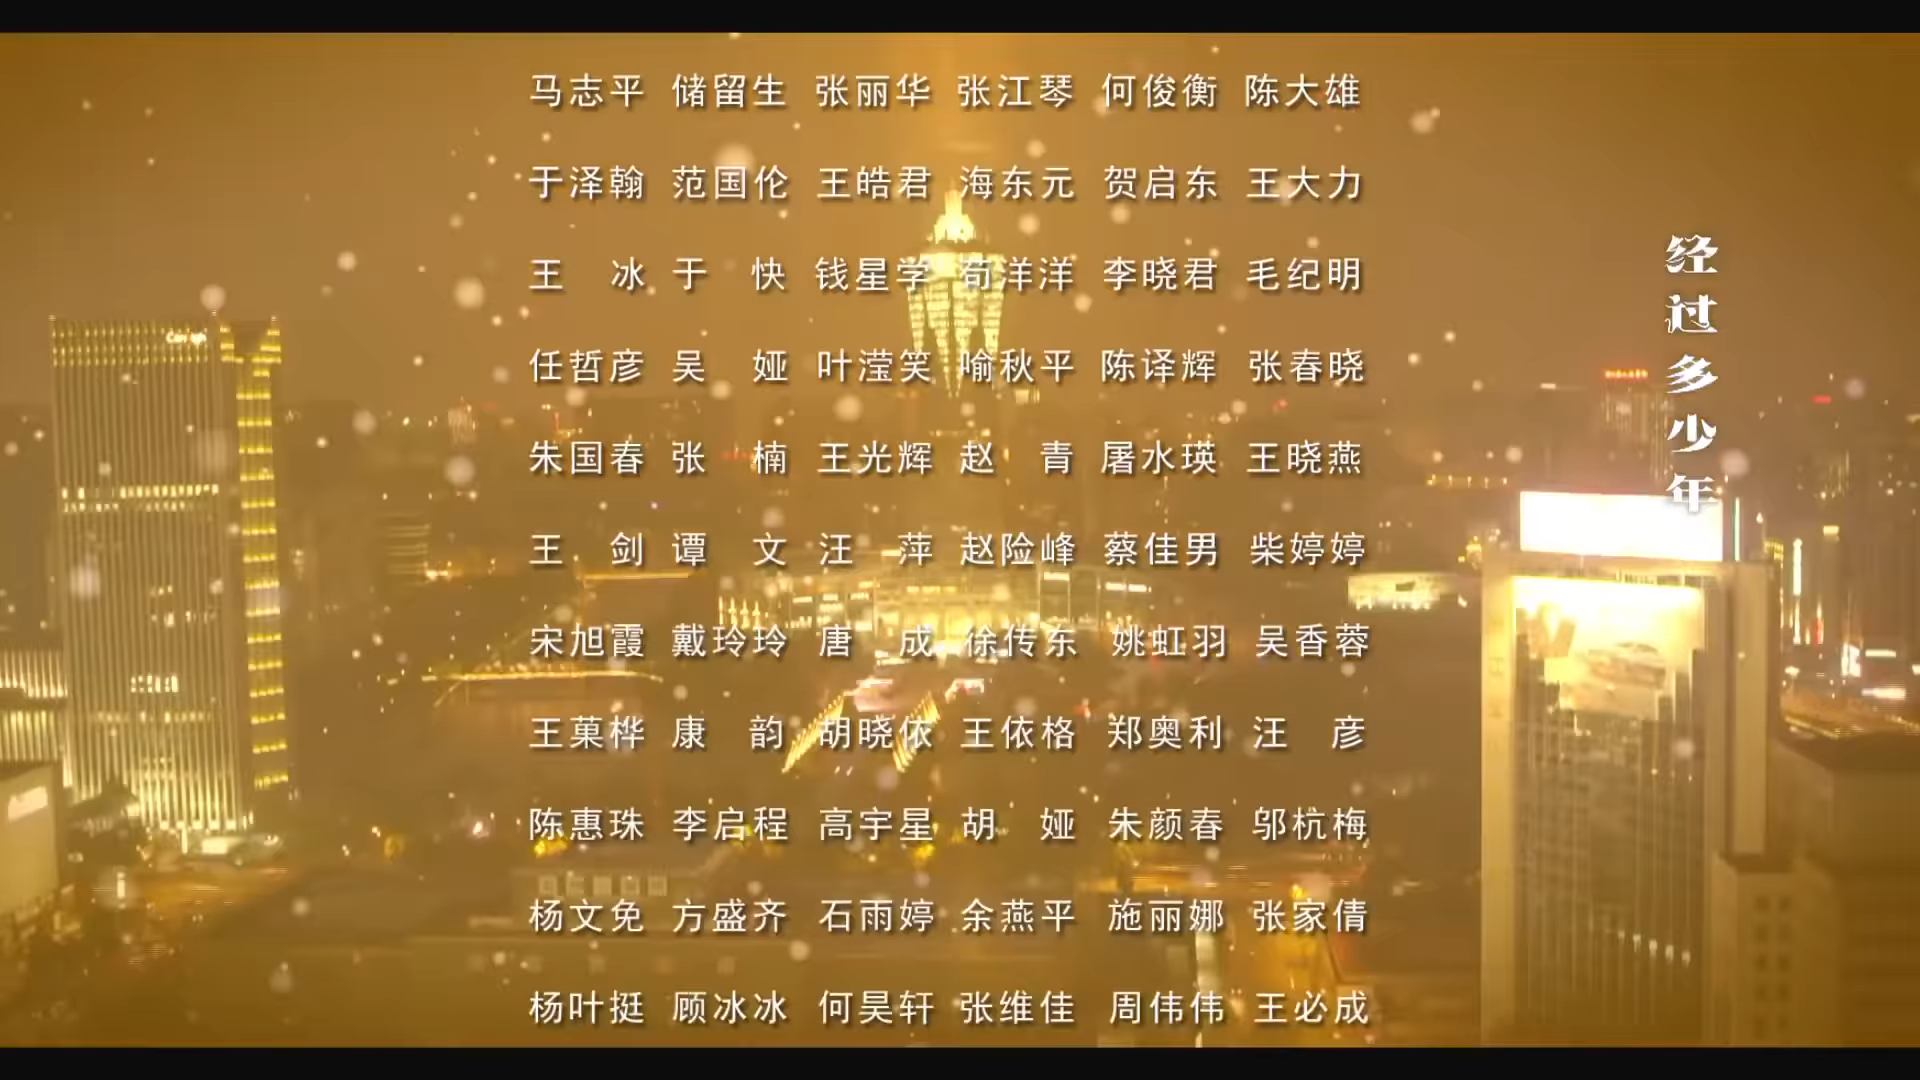 马志平 储留生 张丽华 张江琴 何俊衡 陈大雄
于泽翰 范国伦 王皓君 海东元 贺启东 王大力
王 冰 于 快 钱星学 苟洋洋 李晓君 毛纪明
任哲彦 吴 娅 叶滢笑 喻秋平 陈译辉 张春晓
朱国春 张 楠 王光辉 赵 青 屠水瑛 王晓燕
王 剑 谭 文 汪 萍 赵险峰 蔡佳男 柴婷婷
宋旭霞 戴玲玲 唐 成 徐传东 姚虹羽 吴香蓉
王菓桦 康 韵 胡晓依 王依格 郑奥利 汪 彦
陈惠珠 李启程 高宇星 胡 娅 朱颜春 邬杭梅
杨文免 方盛齐 石雨婷 余燕平 施丽娜 张家倩
杨叶挺 顾冰冰 何昊轩 张维佳 周伟伟 王必成
经过多少年